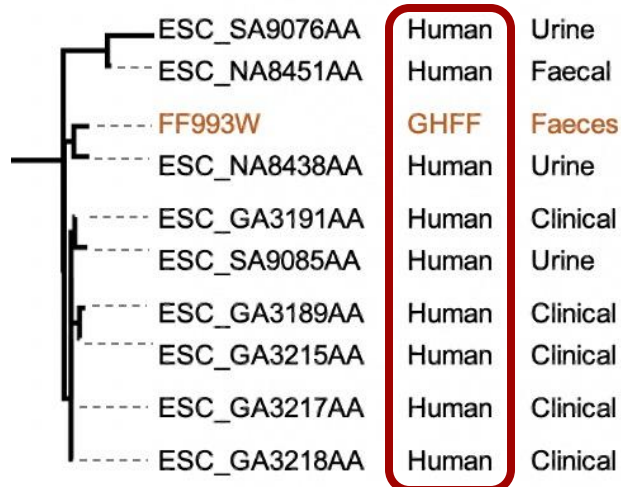 ESC_SA9076AA Human Urine
ESC_NA8451AA Human Faecal
FF993W GHFF Faeces
ESC_NA8438AA Human Urine
ESC_GA3191AA Human Clinical
ESC_SA9085AA Human Urine
ESC_GA3189AA Human Clinical
ESC_GA3215AA Human Clinical
ESC_GA3217AA Human Clinical
ESC_GA3218AA Human Clinical